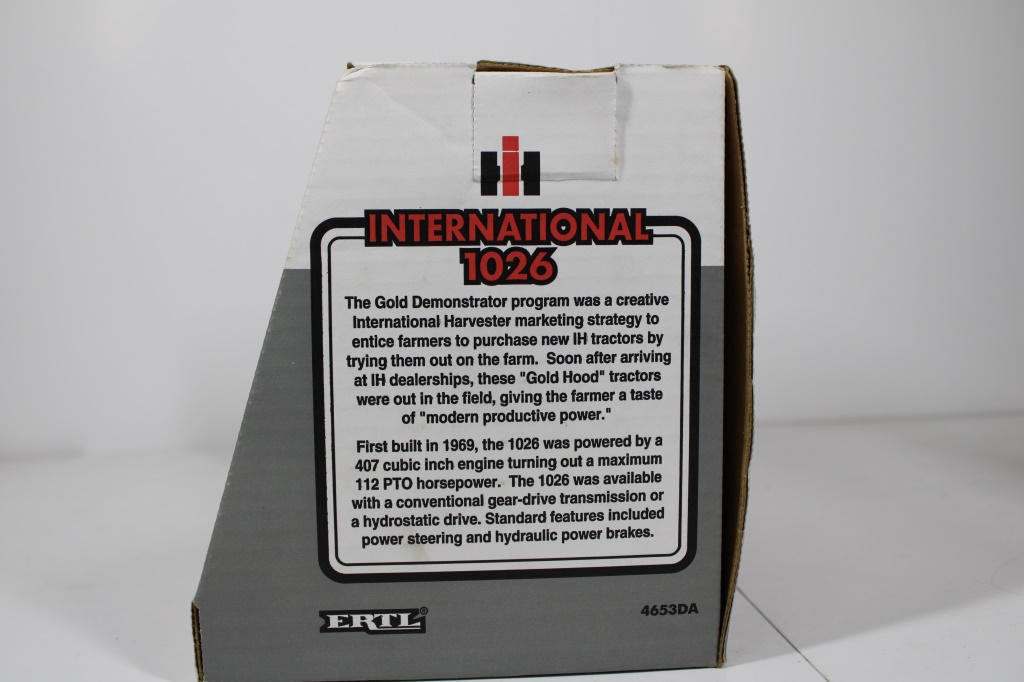 IH
INTERNATIONAL
1026
The Gold Demonstrator program was a creative
International Harvester marketing strategy to
entice farmers to purchase new IH tractors by
trying them out on the farm. Soon after arriving
at IH dealerships, these "Gold Hood" tractors
were out in the field, giving the farmer a taste
of "modern productive power."
First built in 1969, the 1026 was powered by a
407 cubic inch engine turning out a maximum
112 PTO horsepower. The 1026 was available
with a conventional gear-drive transmission or
a hydrostatic drive. Standard features included
power steering and hydraulic power brakes.
ERTL®
4653DA